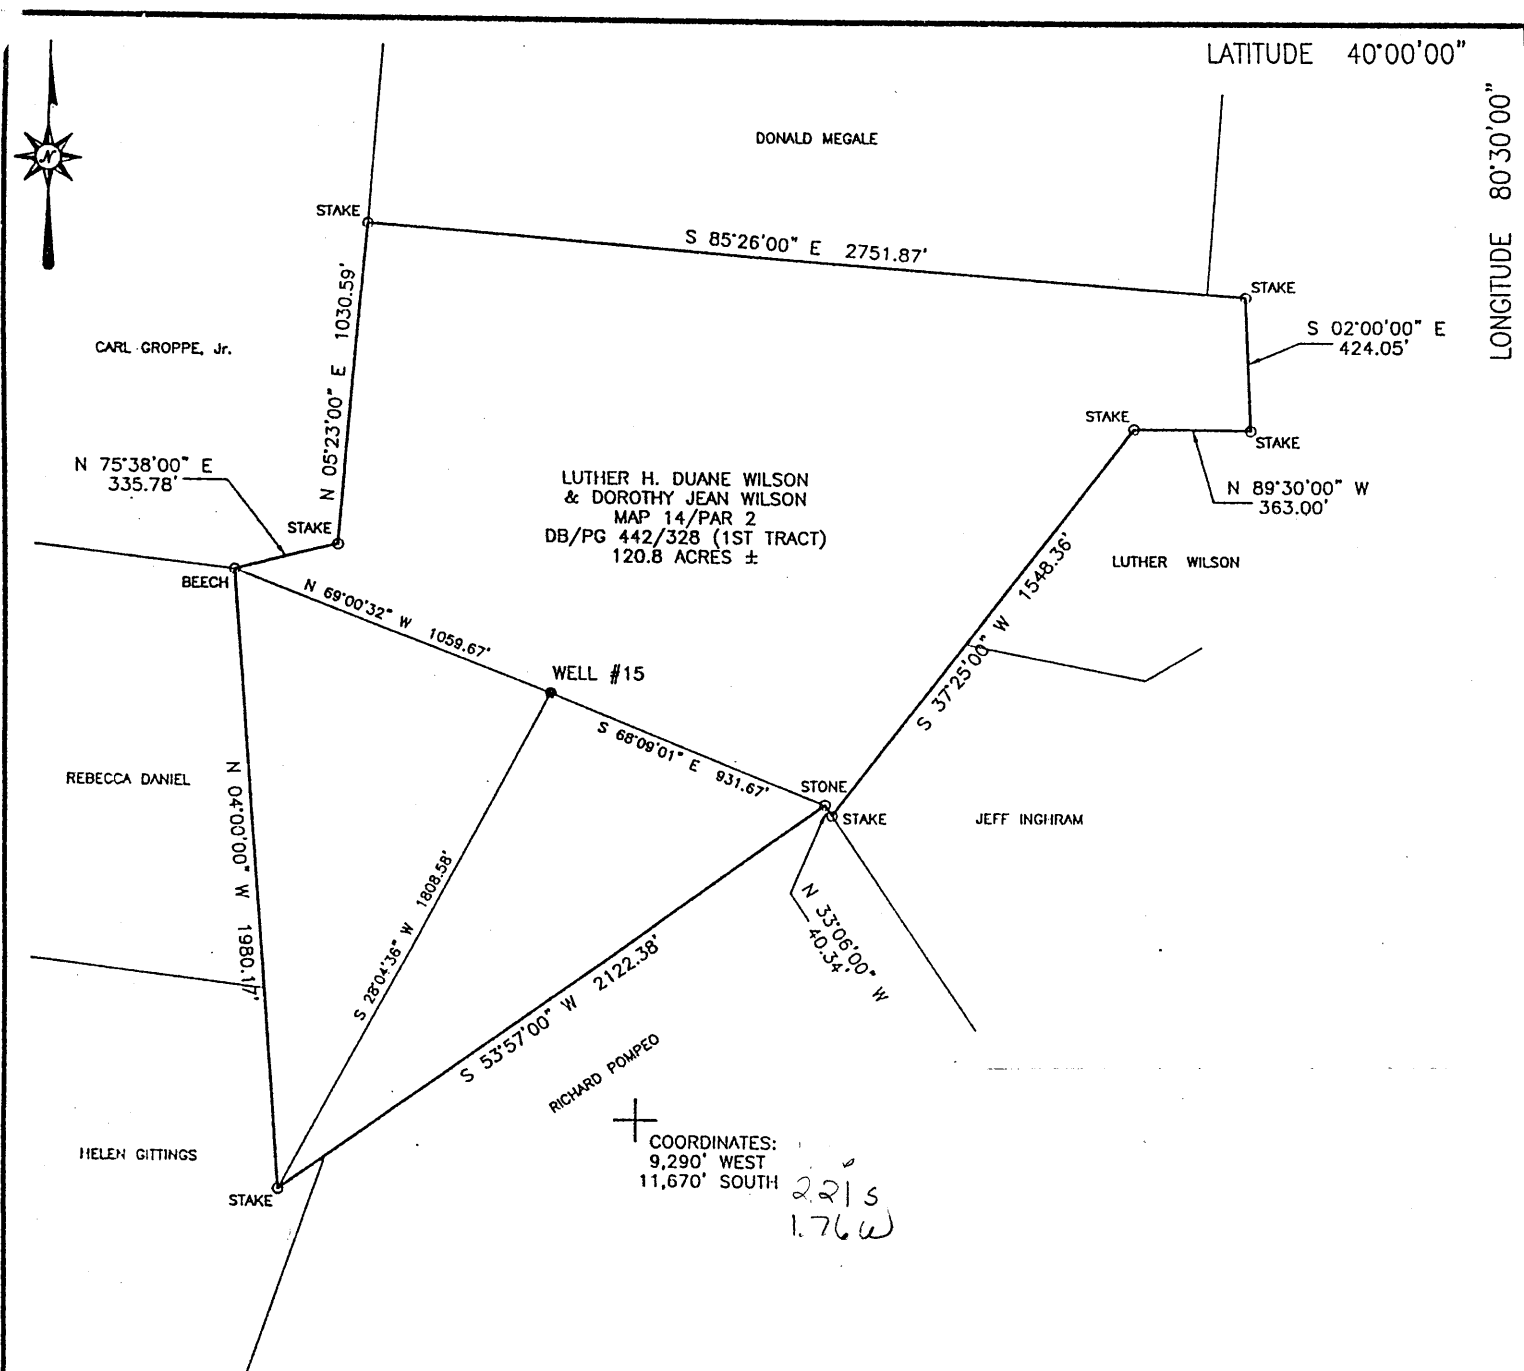 LATITUDE 40°00'00"
LONGITUDE 80°30'00"
N
DONALD MEGALE
STAKE
S 85°26'00" E 2751.87'
STAKE
S 02°00'00" E
424.05'
N 05°23'00" E 1030.59'
CARL GROPPE, Jr.
STAKE
STAKE
N 89°30'00" W
363.00'
N 75°38'00" E
335.78'
STAKE
BEECH
LUTHER H. DUANE WILSON
& DOROTHY JEAN WILSON
MAP 14/PAR 2
DB/PG 442/328 (1ST TRACT)
120.8 ACRES ±
S 37°25'00" W 1548.36'
LUTHER WILSON
N 69°00'32" W 1059.67'
WELL #15
S 68°09'01" E 931.67'
REBECCA DANIEL
N 04°00'00" W 1980.17'
STONE
STAKE
JEFF INGHRAM
S 28°04'36" W 1808.58'
N 33°06'00" W
40.34'
S 53°57'00" W 2122.38'
RICHARD POMPEO
HELEN GITTINGS
STAKE
COORDINATES:
9,290' WEST
11,670' SOUTH
2.21 s
1.76 w